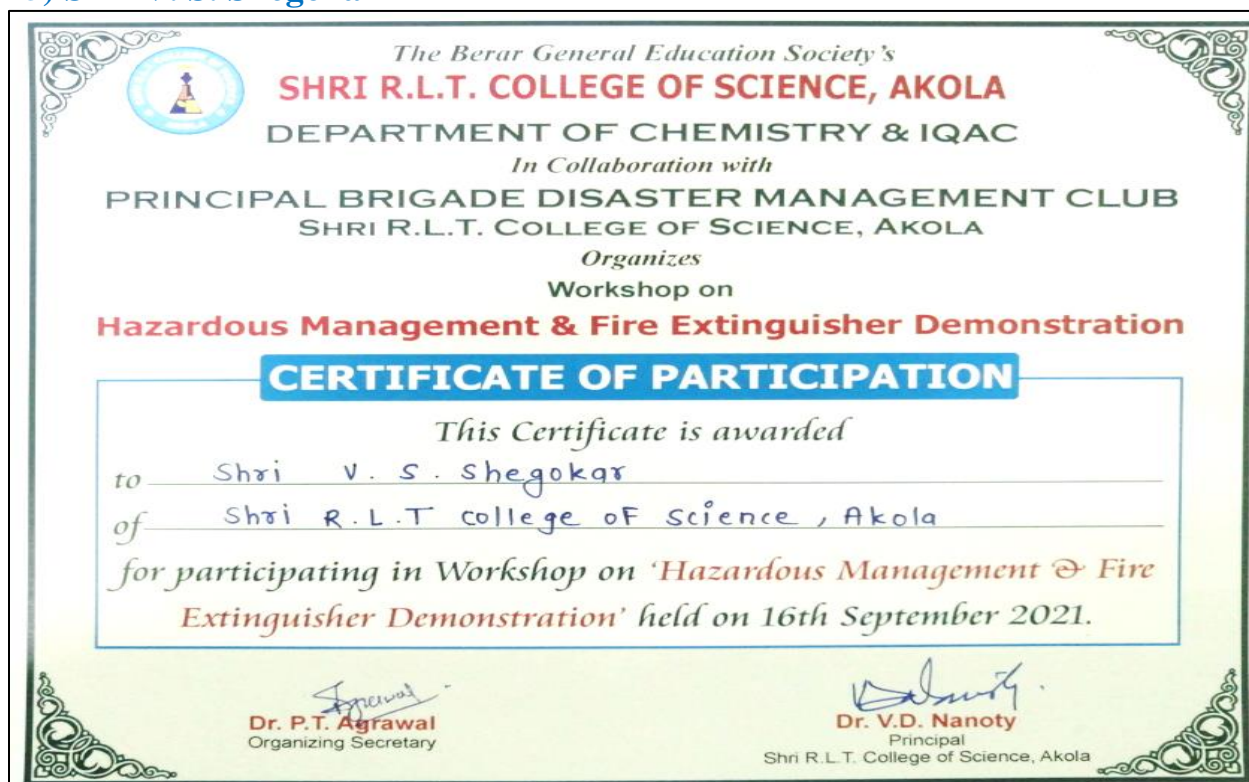 The Berar General Education Society's
SHRI R.L.T. COLLEGE OF SCIENCE, AKOLA
DEPARTMENT OF CHEMISTRY & IQAC
In Collaboration with
PRINCIPAL BRIGADE DISASTER MANAGEMENT CLUB
SHRI R.L.T. COLLEGE OF SCIENCE, AKOLA
Organizes
Workshop on
Hazardous Management & Fire Extinguisher Demonstration
CERTIFICATE OF PARTICIPATION
This Certificate is awarded
to Shri V. S. Shegokar
of Shri R.L.T college of science, Akola
for participating in Workshop on 'Hazardous Management & Fire
Extinguisher Demonstration' held on 16th September 2021.
Dr. P.T. Agrawal
Organizing Secretary
Dr. V.D. Nanoty
Principal
Shri R.L.T. College of Science, Akola